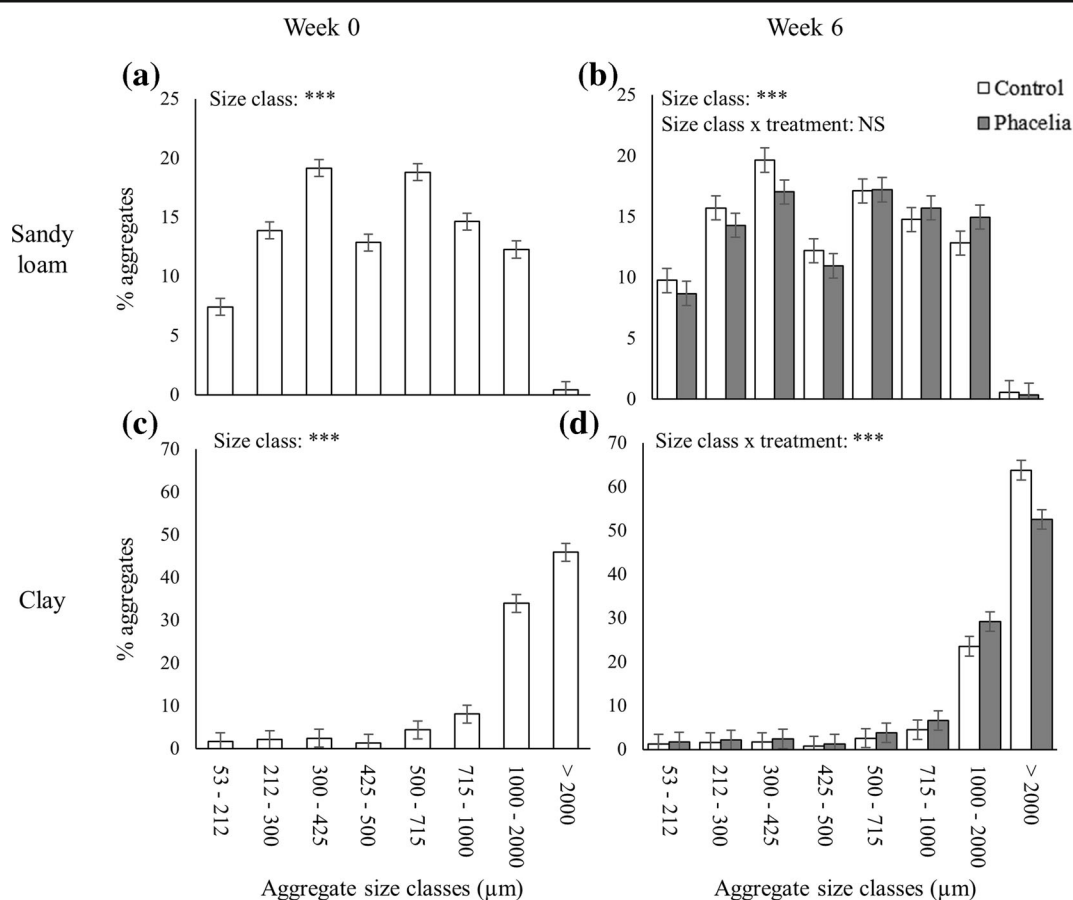 Week 0
Week 6
(a)
Size class: ***
25
20
15
10
5
0
% aggregates
Sandy
loam
(b)
Size class: ***
Size class x treatment: NS
Control
Phacelia
25
20
15
10
5
0
(c)
Size class: ***
70
60
50
40
30
20
10
0
% aggregates
Clay
53 - 212
212 - 300
300 - 425
425 - 500
500 - 715
715 - 1000
1000 - 2000
> 2000
Aggregate size classes (µm)
(d)
Size class x treatment: ***
70
60
50
40
30
20
10
0
53 - 212
212 - 300
300 - 425
425 - 500
500 - 715
715 - 1000
1000 - 2000
> 2000
Aggregate size classes (µm)